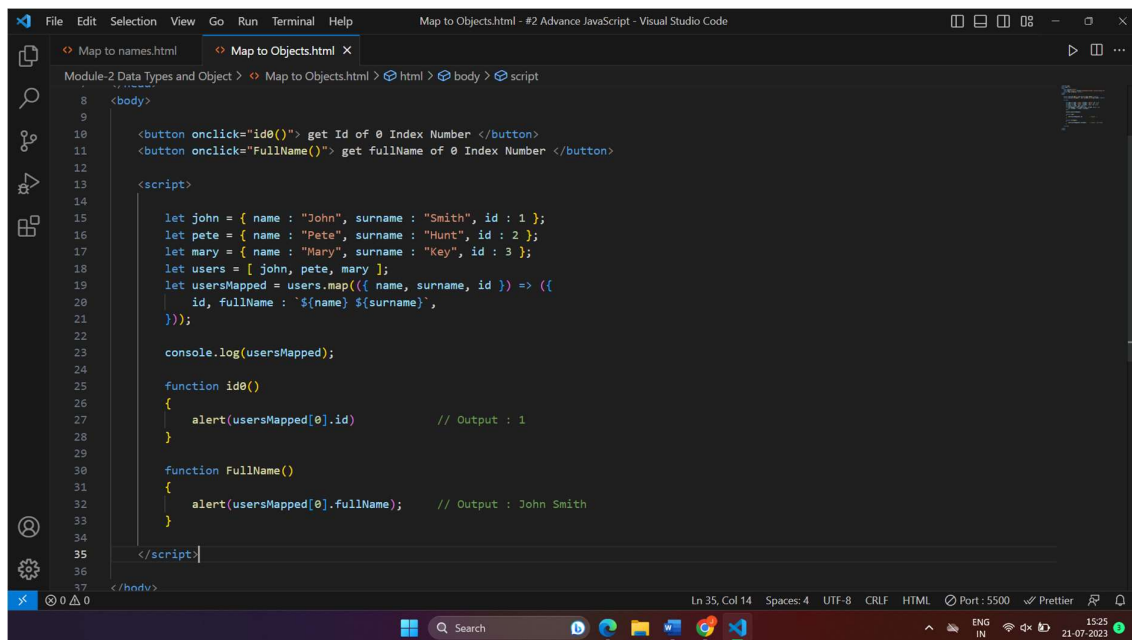 File Edit Selection View Go Run Terminal Help Map to Objects.html - #2 Advance JavaScript - Visual Studio Code
Map to names.html Map to Objects.html
Module-2 Data Types and Object > Map to Objects.html > html > body > script
8 <body>
9
10 <button onclick="id0()"> get Id of 0 Index Number </button>
11 <button onclick="FullName()"> get fullName of 0 Index Number </button>
12
13 <script>
14
15 let john = { name : "John", surname : "Smith", id : 1 };
16 let pete = { name : "Pete", surname : "Hunt", id : 2 };
17 let mary = { name : "Mary", surname : "Key", id : 3 };
18 let users = [ john, pete, mary ];
19 let usersMapped = users.map(({ name, surname, id }) => ({
20 id, fullName : `${name} ${surname}`,
21 }));
22
23 console.log(usersMapped);
24
25 function id0()
26 {
27 alert(usersMapped[0].id) // Output : 1
28 }
29
30 function FullName()
31 {
32 alert(usersMapped[0].fullName); // Output : John Smith
33 }
34
35 </script>
36
37 </body>
0 0 Ln 35, Col 14 Spaces: 4 UTF-8 CRLF HTML Port : 5500 Prettier
Search ENG 15:25
IN 21-07-2023 3